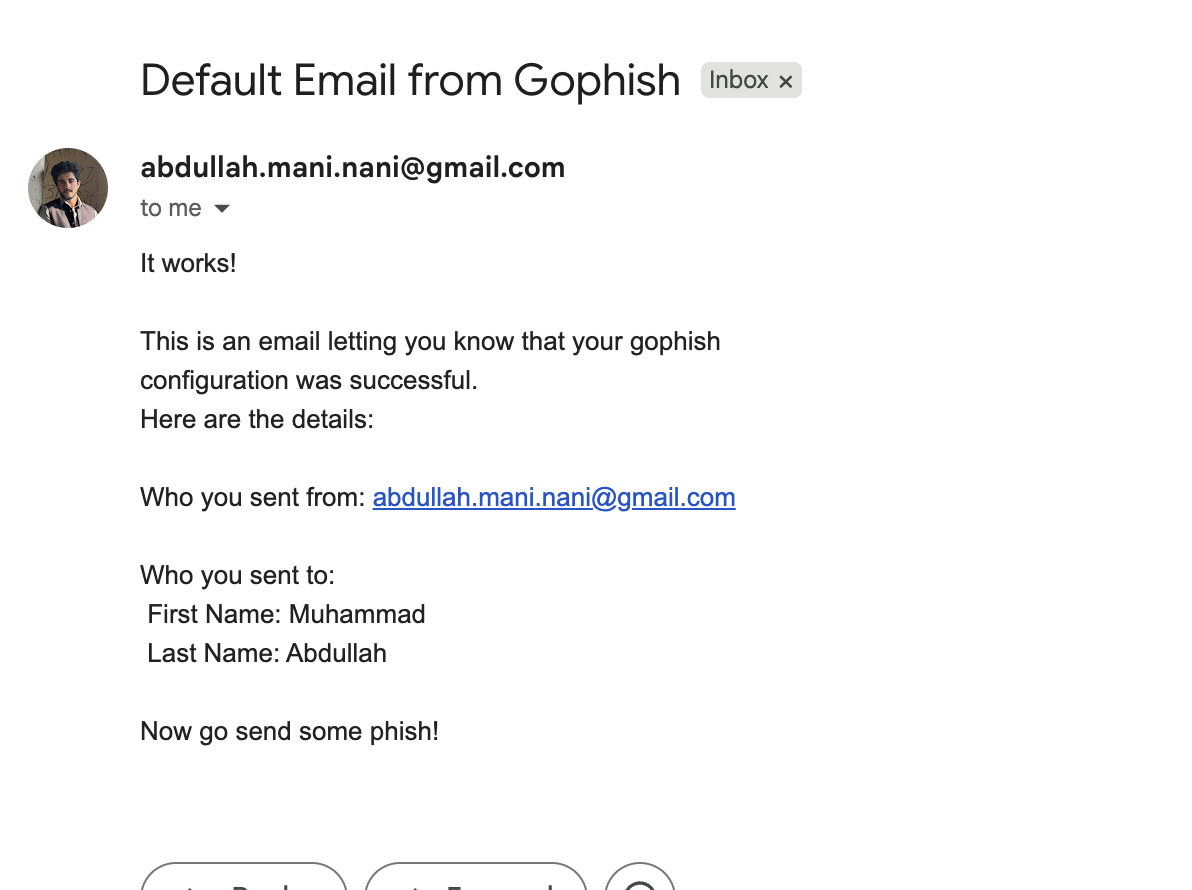 Default Email from Gophish Inbox ×
abdullah.mani.nani@gmail.com
to me
It works!
This is an email letting you know that your gophish
configuration was successful.
Here are the details:
Who you sent from: abdullah.mani.nani@gmail.com
Who you sent to:
First Name: Muhammad
Last Name: Abdullah
Now go send some phish!